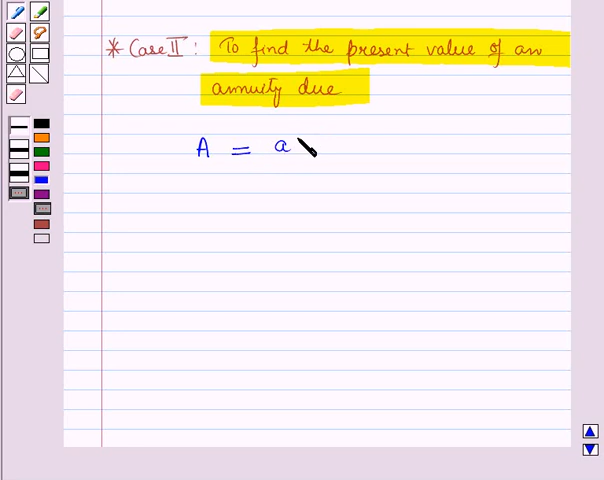 * Case II : To find the present value of an
annuity due
A = a